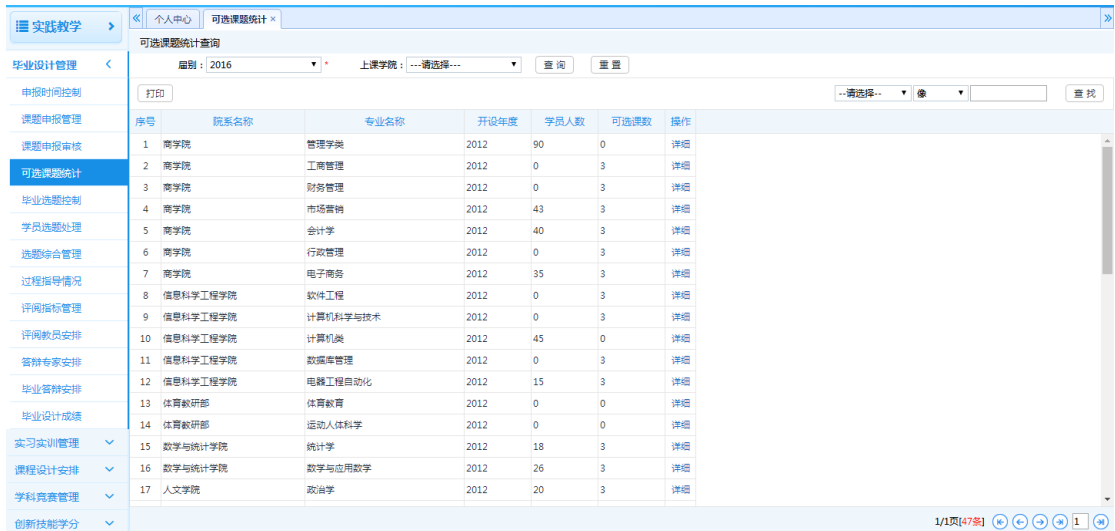 实践教学
个人中心 可选课题统计 ×
可选课题统计查询
毕业设计管理
届别： 2016 * 上课学院： ---请选择--- 查 询 重 置
申报时间控制
打印 --请选择-- 像 查 找
课题申报管理
序号 院系名称 专业名称 开设年度 学员人数 可选课数 操作
课题申报审核
1 商学院 管理学类 2012 90 0 详细
可选课题统计
2 商学院 工商管理 2012 0 3 详细
3 商学院 财务管理 2012 0 3 详细
毕业选题控制
4 商学院 市场营销 2012 43 3 详细
学员选题处理
5 商学院 会计学 2012 40 3 详细
选题综合管理
6 商学院 行政管理 2012 0 3 详细
7 商学院 电子商务 2012 35 3 详细
过程指导情况
8 信息科学工程学院 软件工程 2012 0 3 详细
评阅指标管理
9 信息科学工程学院 计算机科学与技术 2012 0 3 详细
评阅教员安排
10 信息科学工程学院 计算机类 2012 45 0 详细
答辩专家安排
11 信息科学工程学院 数据库管理 2012 0 3 详细
12 信息科学工程学院 电器工程自动化 2012 15 3 详细
毕业答辩安排
13 体育教研部 体育教育 2012 0 0 详细
毕业设计成绩
14 体育教研部 运动人体科学 2012 0 0 详细
实习实训管理
15 数学与统计学院 统计学 2012 18 3 详细
课程设计安排
16 数学与统计学院 数学与应用数学 2012 26 3 详细
17 人文学院 政治学 2012 20 3 详细
学科竞赛管理
创新技能学分
1/1页[47条] 1